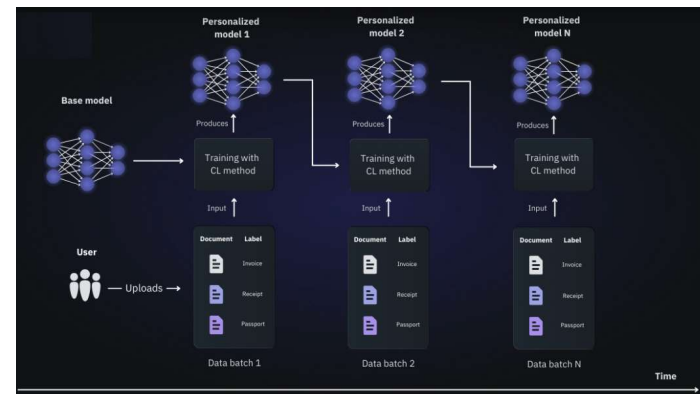 Personalized
model 1
Personalized
model 2
Personalized
model N
Base model
Produces
Produces
Produces
Training with
CL method
Training with
CL method
Training with
CL method
Input
Input
Input
User
Uploads
Document Label
Invoice
Receipt
Passport
Document Label
Invoice
Receipt
Passport
Document Label
Invoice
Receipt
Passport
Data batch 1
Data batch 2
Data batch N
Time